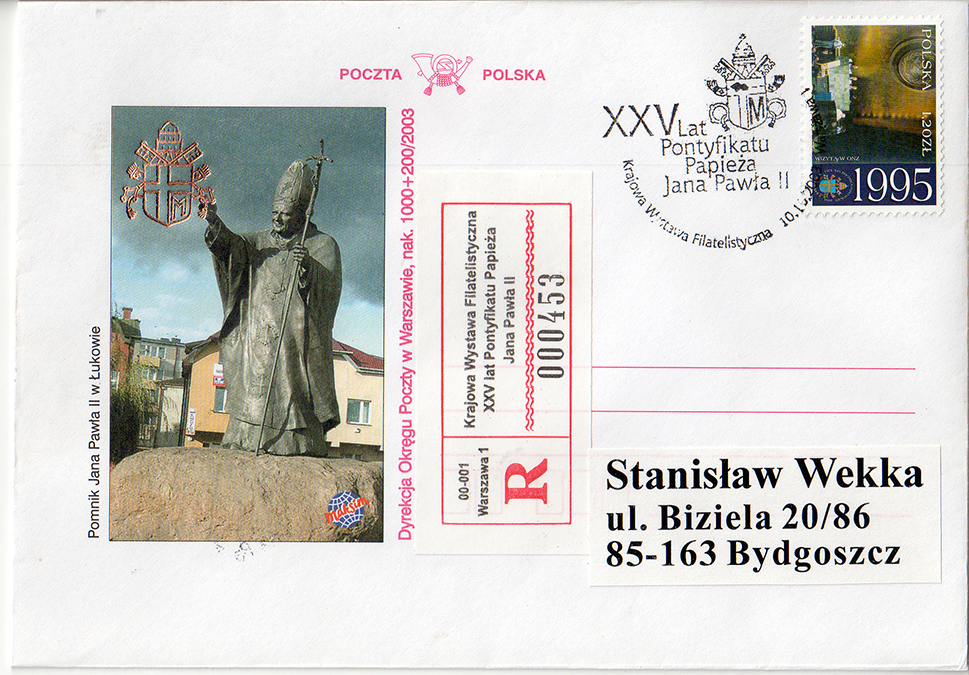 POCZTA POLSKA
XXV Lat
Pontyfikatu
Papieża
Jana Pawła II
Krajowa Wystawa Filatelistyczna
POLSKA 1,20ZŁ
WIZYTA W ONZ
1995
Pomnik Jana Pawła II w Łukowie
Maksim
Dyrekcja Okręgu Poczty w Warszawie, nak. 1000+200/2003
Krajowa Wystawa Filatelistyczna
XXV lat Pontyfikatu Papieża
Jana Pawła II
000453
00-001
Warszawa 1
R
Stanisław Wekka
ul. Biziela 20/86
85-163 Bydgoszcz